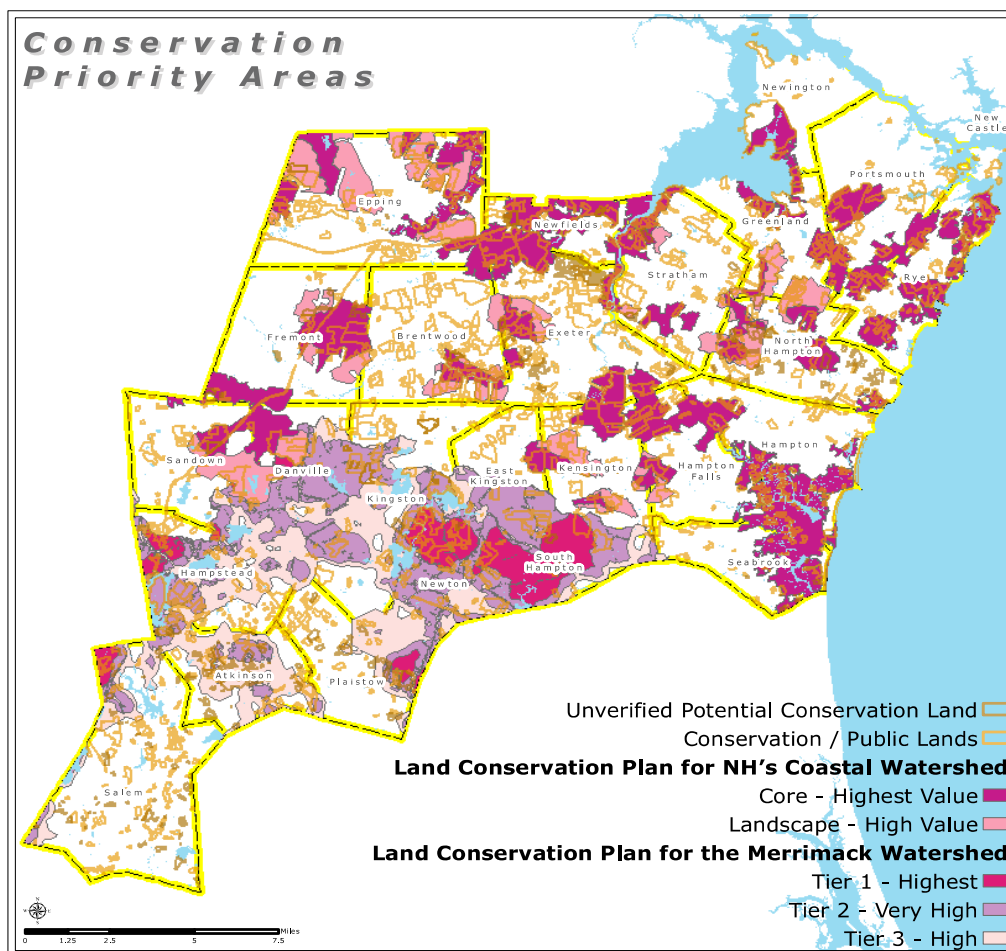 Conservation
Priority Areas
Newington
New
Castle
Portsmouth
Epping
Greenland
Newfields
Stratham
Rye
Fremont
Brentwood
Exeter
North
Hampton
Hampton
Sandown
Danville
East
Kingston
Kensington
Hampton
Falls
Kingston
South
Hampton
Seabrook
Hampstead
Newton
Atkinson
Plaistow
Salem
Unverified Potential Conservation Land
Conservation / Public Lands
Land Conservation Plan for NH's Coastal Watershed
Core - Highest Value
Landscape - High Value
Land Conservation Plan for the Merrimack Watershed
Tier 1 - Highest
Tier 2 - Very High
Tier 3 - High
N
W E
S
Miles
0 1.25 2.5 5 7.5